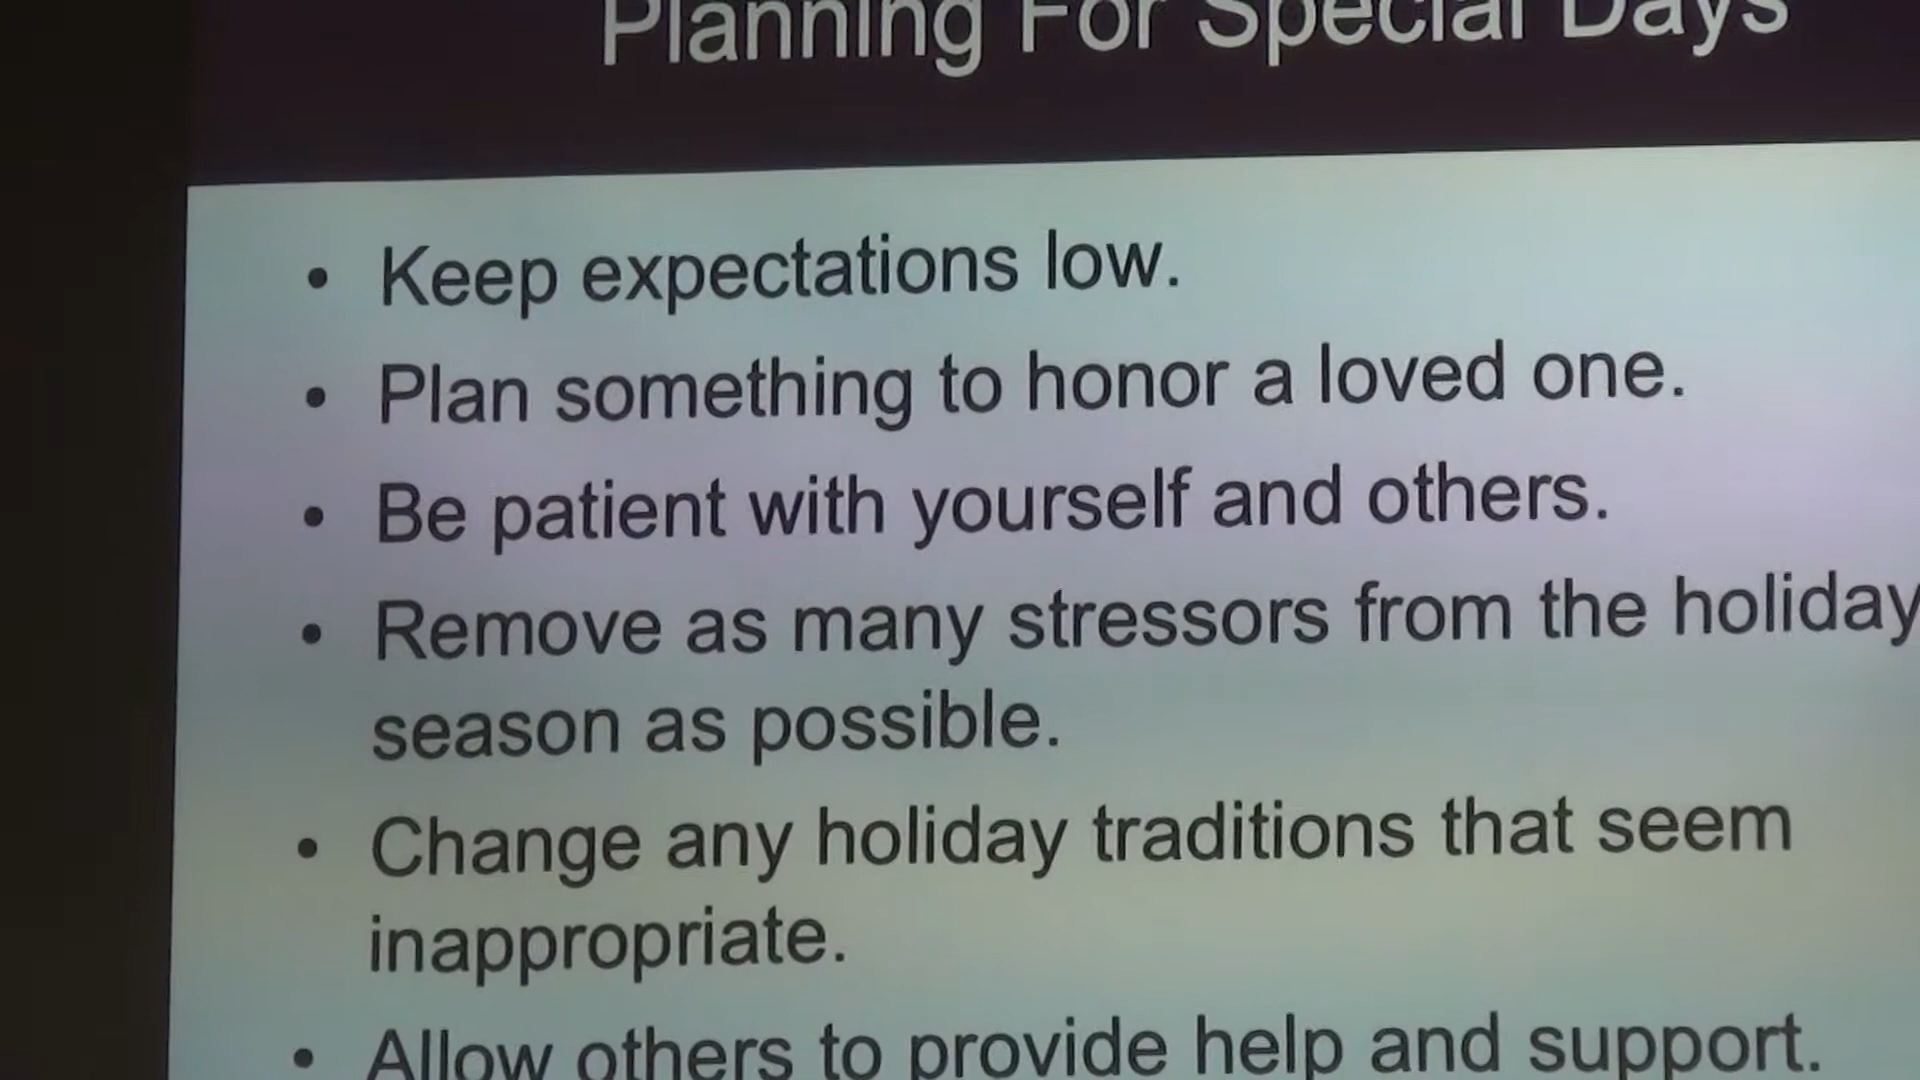 Planning For Special Days
• Keep expectations low.
• Plan something to honor a loved one.
• Be patient with yourself and others.
• Remove as many stressors from the holiday
season as possible.
• Change any holiday traditions that seem
inappropriate.
• Allow others to provide help and support.